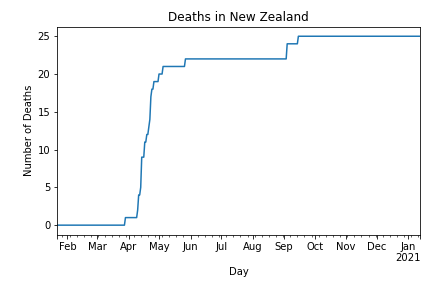 Deaths in New Zealand
25
20
15
10
5
0
Number of Deaths
Feb Mar Apr May Jun Jul Aug Sep Oct Nov Dec Jan
2021
Day